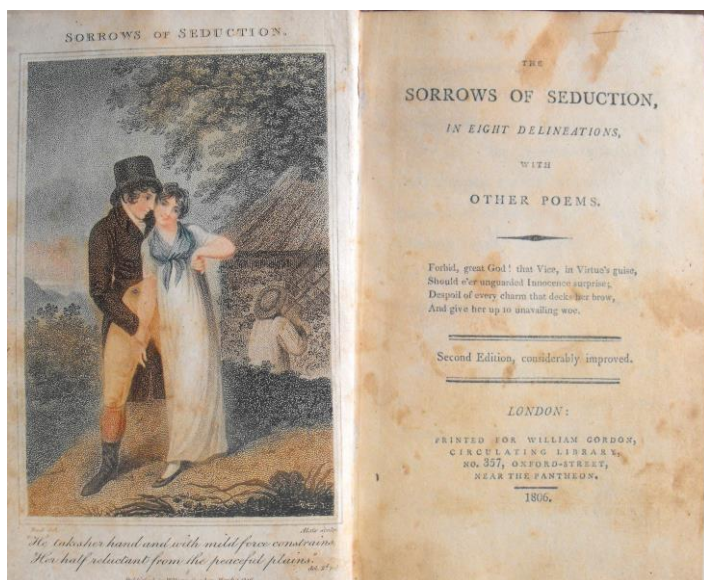 SORROWS OF SEDUCTION.
"He takes her hand and with mild force constrains
Her half reluctant from the peaceful plains."
THE
SORROWS OF SEDUCTION,
IN EIGHT DELINEATIONS,
WITH
OTHER POEMS.
Forbid, great God! that Vice, in Virtue's guise,
Should e'er unguarded Innocence surprise;
Despoil of every charm that decks her brow,
And give her up to unavailing woe.
Second Edition, considerably improved.
LONDON:
PRINTED FOR WILLIAM GORDON,
CIRCULATING LIBRARY,
NO. 357, OXFORD-STREET,
NEAR THE PANTHEON.
1806.